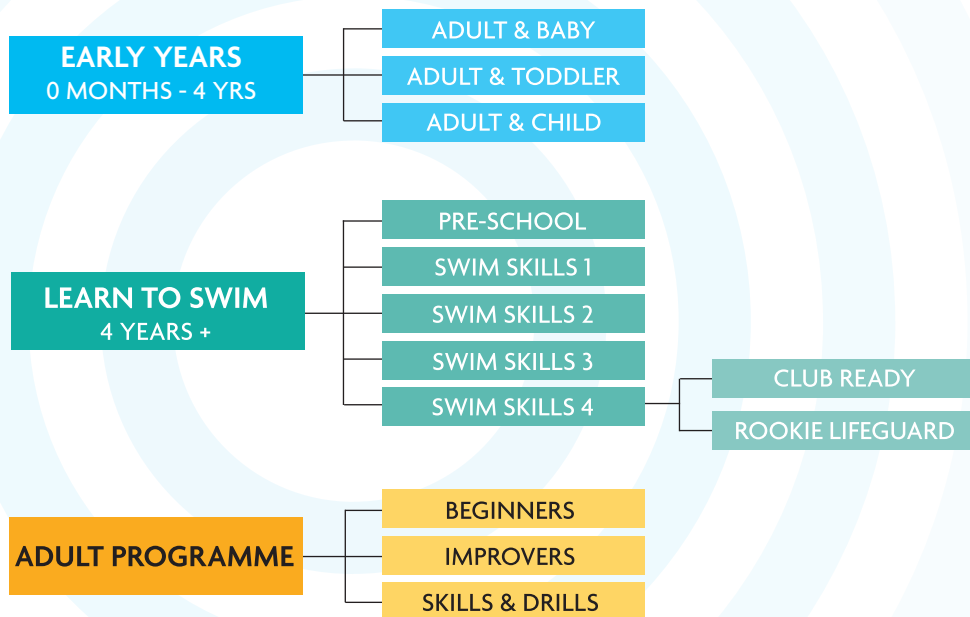 EARLY YEARS
0 MONTHS - 4 YRS
ADULT & BABY
ADULT & TODDLER
ADULT & CHILD
LEARN TO SWIM
4 YEARS +
PRE-SCHOOL
SWIM SKILLS 1
SWIM SKILLS 2
SWIM SKILLS 3
SWIM SKILLS 4
CLUB READY
ROOKIE LIFEGUARD
ADULT PROGRAMME
BEGINNERS
IMPROVERS
SKILLS & DRILLS